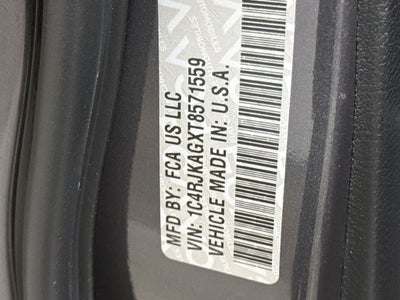 MFD BY: FCA US LLC
VIN: 1C4RJKAGXT8571559
VEHICLE MADE IN: U.S.A.